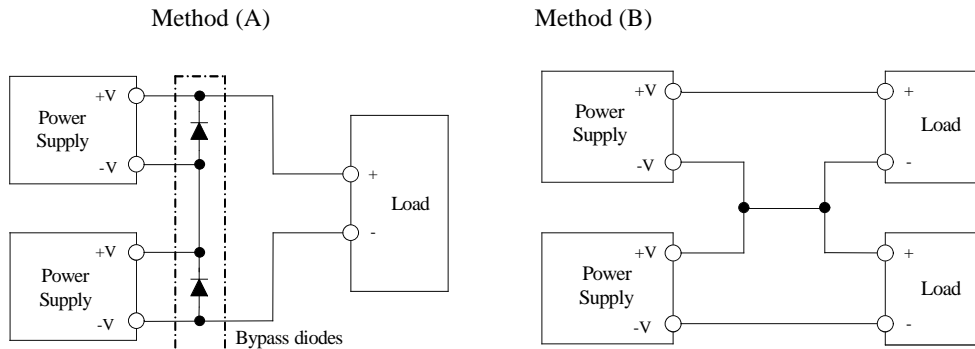 Method (A)
+V
Power
Supply
-V
+V
Power
Supply
-V
+
Load
-
Bypass diodes
Method (B)
+V
Power
Supply
-V
+V
Power
Supply
-V
+
Load
-
+
Load
-